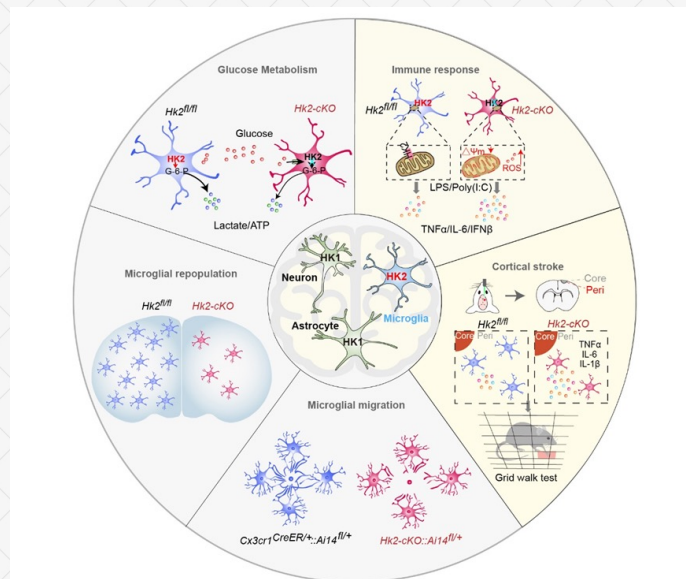 Glucose Metabolism
Hk2fl/fl
Hk2-cKO
Glucose
HK2
G-6-P
HK2
G-6-P
Lactate/ATP
Immune response
Hk2fl/fl
HK2
HK2
Hk2-cKO
HK2
△Ψm
ROS
LPS/Poly(I:C)
TNFα/IL-6/IFNβ
Microglial repopulation
Hk2fl/fl
Hk2-cKO
HK1
Neuron
HK2
Microglia
Astrocyte
HK1
Cortical stroke
Core
Peri
Hk2fl/fl
Hk2-cKO
Core Peri
Core Peri
TNFα
IL-6
IL-1β
Grid walk test
Microglial migration
Cx3cr1CreER/+::Ai14fl/+
Hk2-cKO::Ai14fl/+